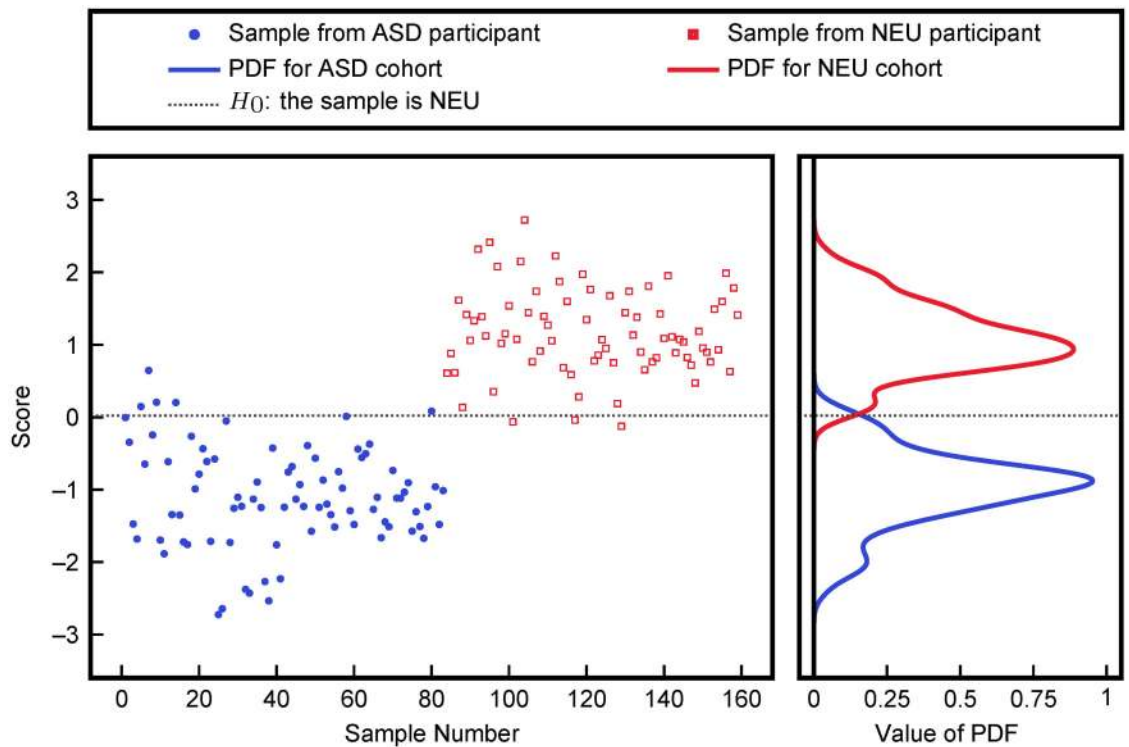 Sample from ASD participant
Sample from NEU participant
PDF for ASD cohort
PDF for NEU cohort
H0: the sample is NEU
3
2
1
0
–1
–2
–3
Score
0 20 40 60 80 100 120 140 160
Sample Number
0 0.25 0.5 0.75 1
Value of PDF